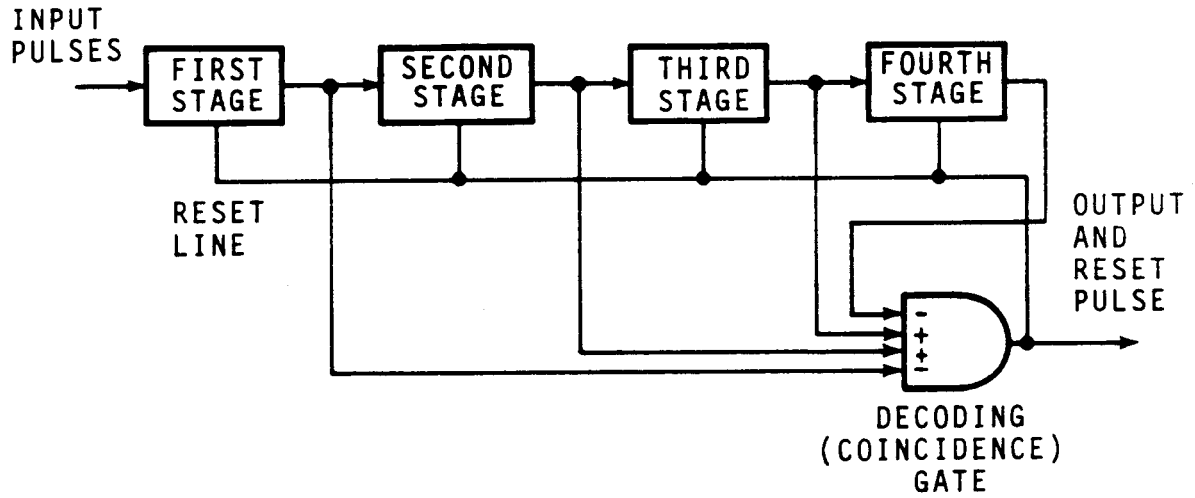 INPUT
PULSES
FIRST
STAGE
SECOND
STAGE
THIRD
STAGE
FOURTH
STAGE
RESET
LINE
OUTPUT
AND
RESET
PULSE
-
+
+
-
DECODING
(COINCIDENCE)
GATE